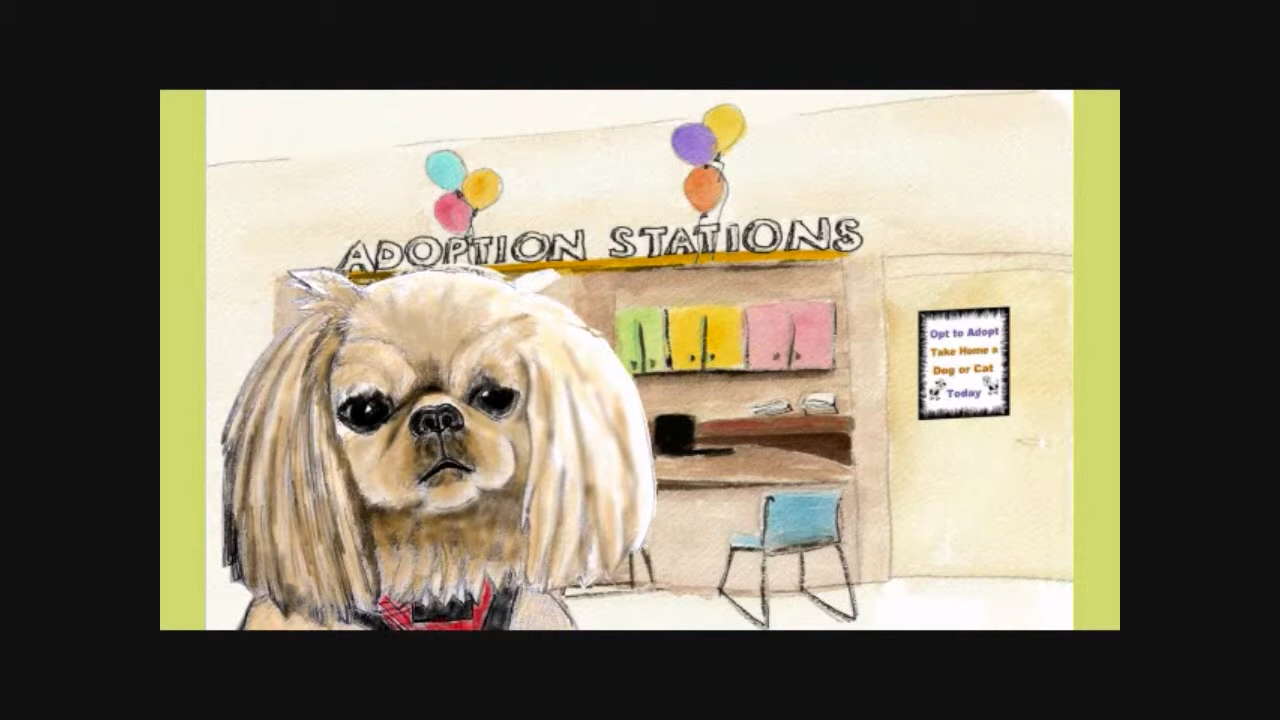 ADOPTION STATIONS
Opt to Adopt
Take Home a
Dog or Cat
Today